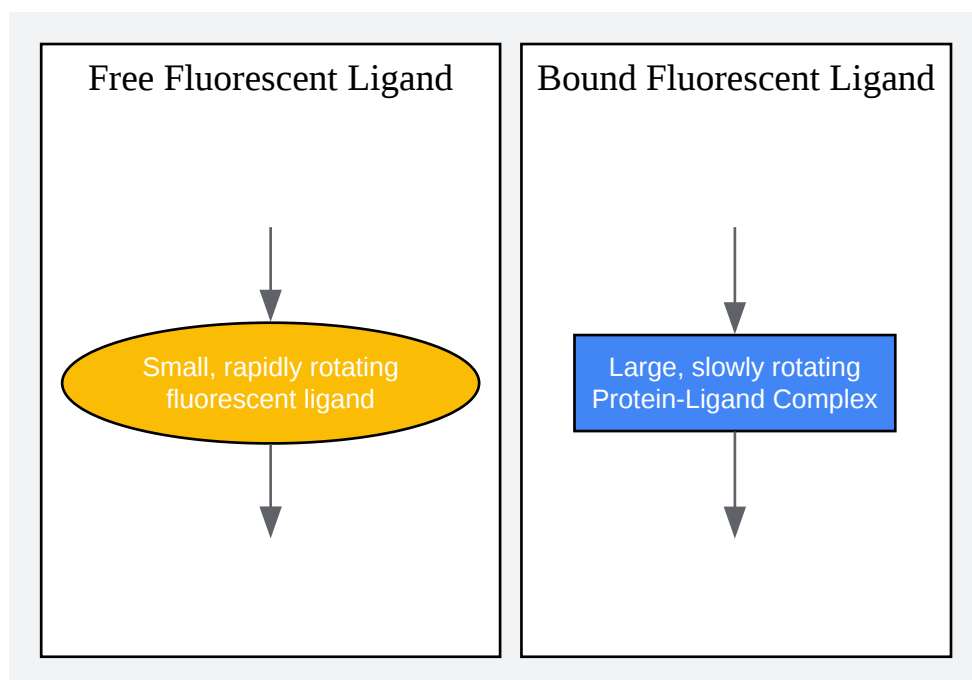 Free Fluorescent Ligand
Small, rapidly rotating
fluorescent ligand
Bound Fluorescent Ligand
Large, slowly rotating
Protein-Ligand Complex